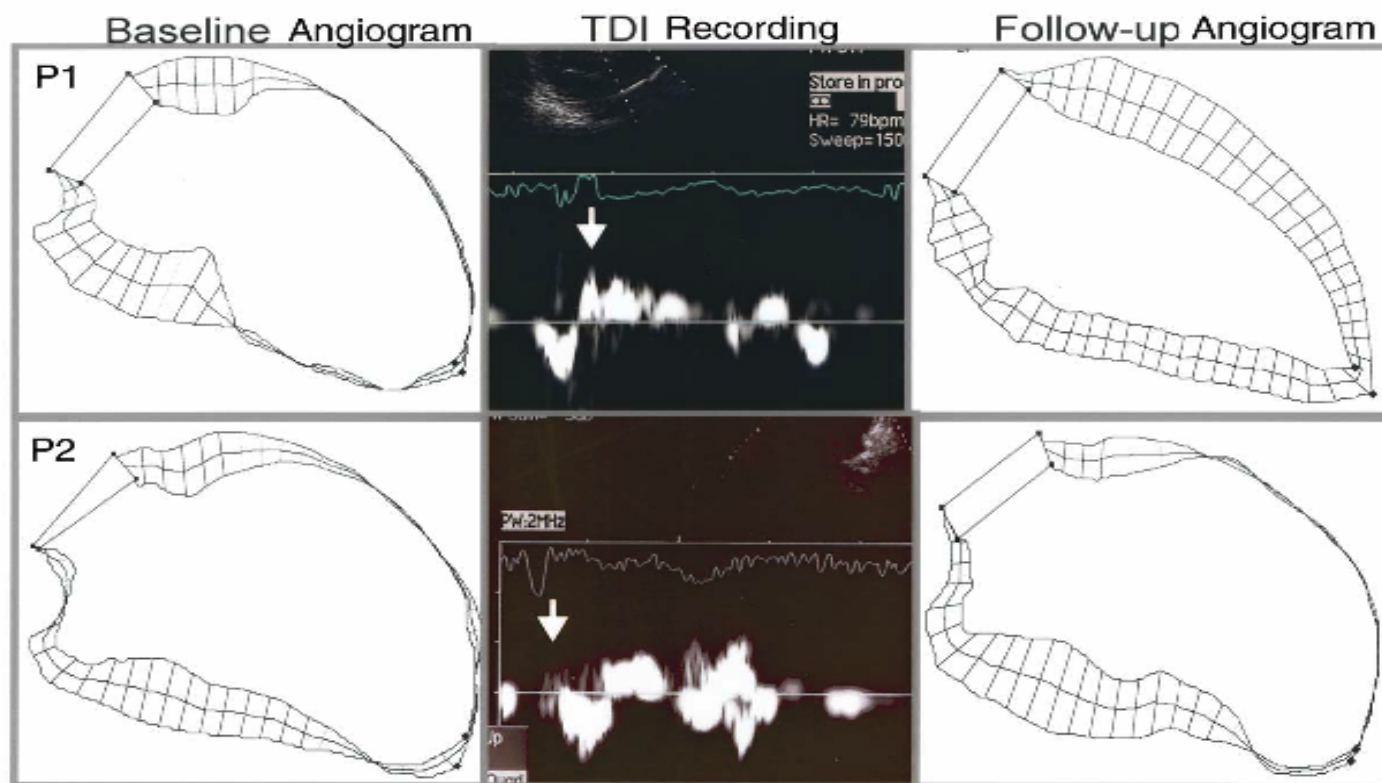 Baseline Angiogram
TDI Recording
Follow-up Angiogram
P1
Store in pro
HR= 79bpm
Sweep=150
P2
PW:2MHz